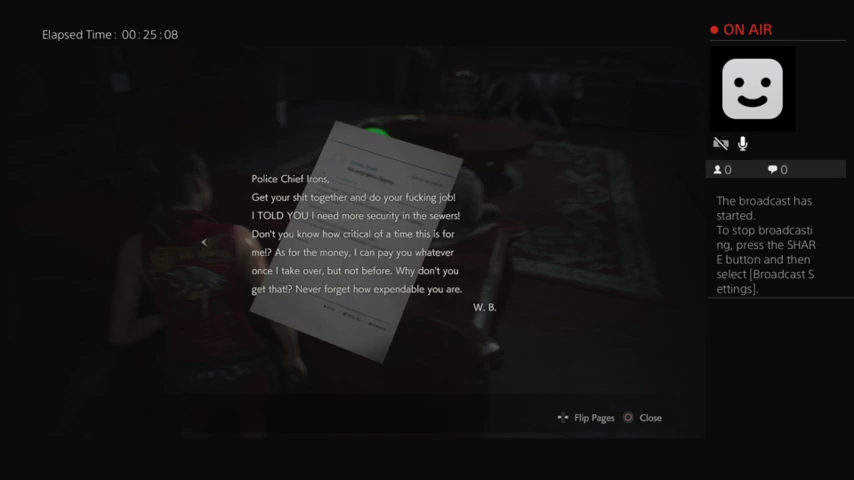 Elapsed Time: 00:25:08
ON AIR
0
0
The broadcast has
started.
To stop broadcasti
ng, press the SHAR
E button and then
select [Broadcast S
ettings].
Police Chief Irons,
Get your shit together and do your fucking job!
I TOLD YOU I need more security in the sewers!
Don't you know how critical of a time this is for
me!? As for the money, I can pay you whatever
once I take over, but not before. Why don't you
get that!? Never forget how expendable you are.
W. B.
Flip Pages
Close